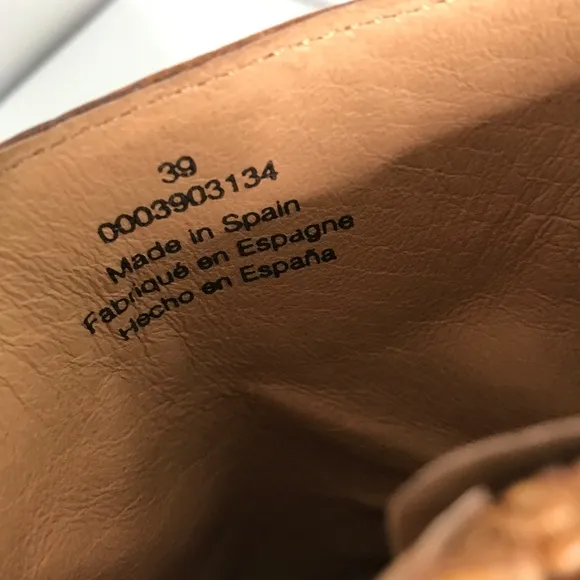 39
0003903134
Made in Spain
Fabriqué en Espagne
Hecho en España